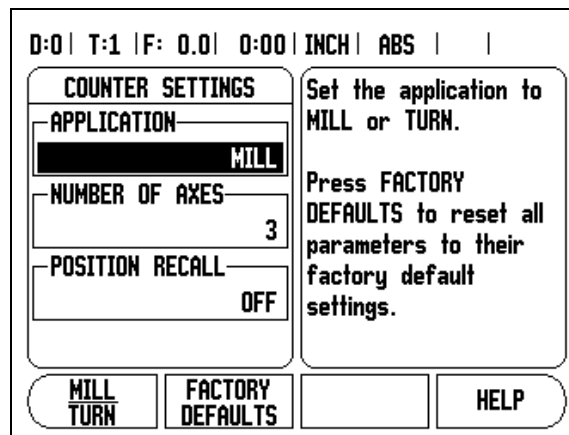 D:0| T:1 |F: 0.0| 0:00| INCH| ABS | |
COUNTER SETTINGS
APPLICATION
MILL
NUMBER OF AXES
3
POSITION RECALL
OFF
Set the application to
MILL or TURN.
Press FACTORY
DEFAULTS to reset all
parameters to their
factory default
settings.
MILL
TURN
FACTORY
DEFAULTS
HELP